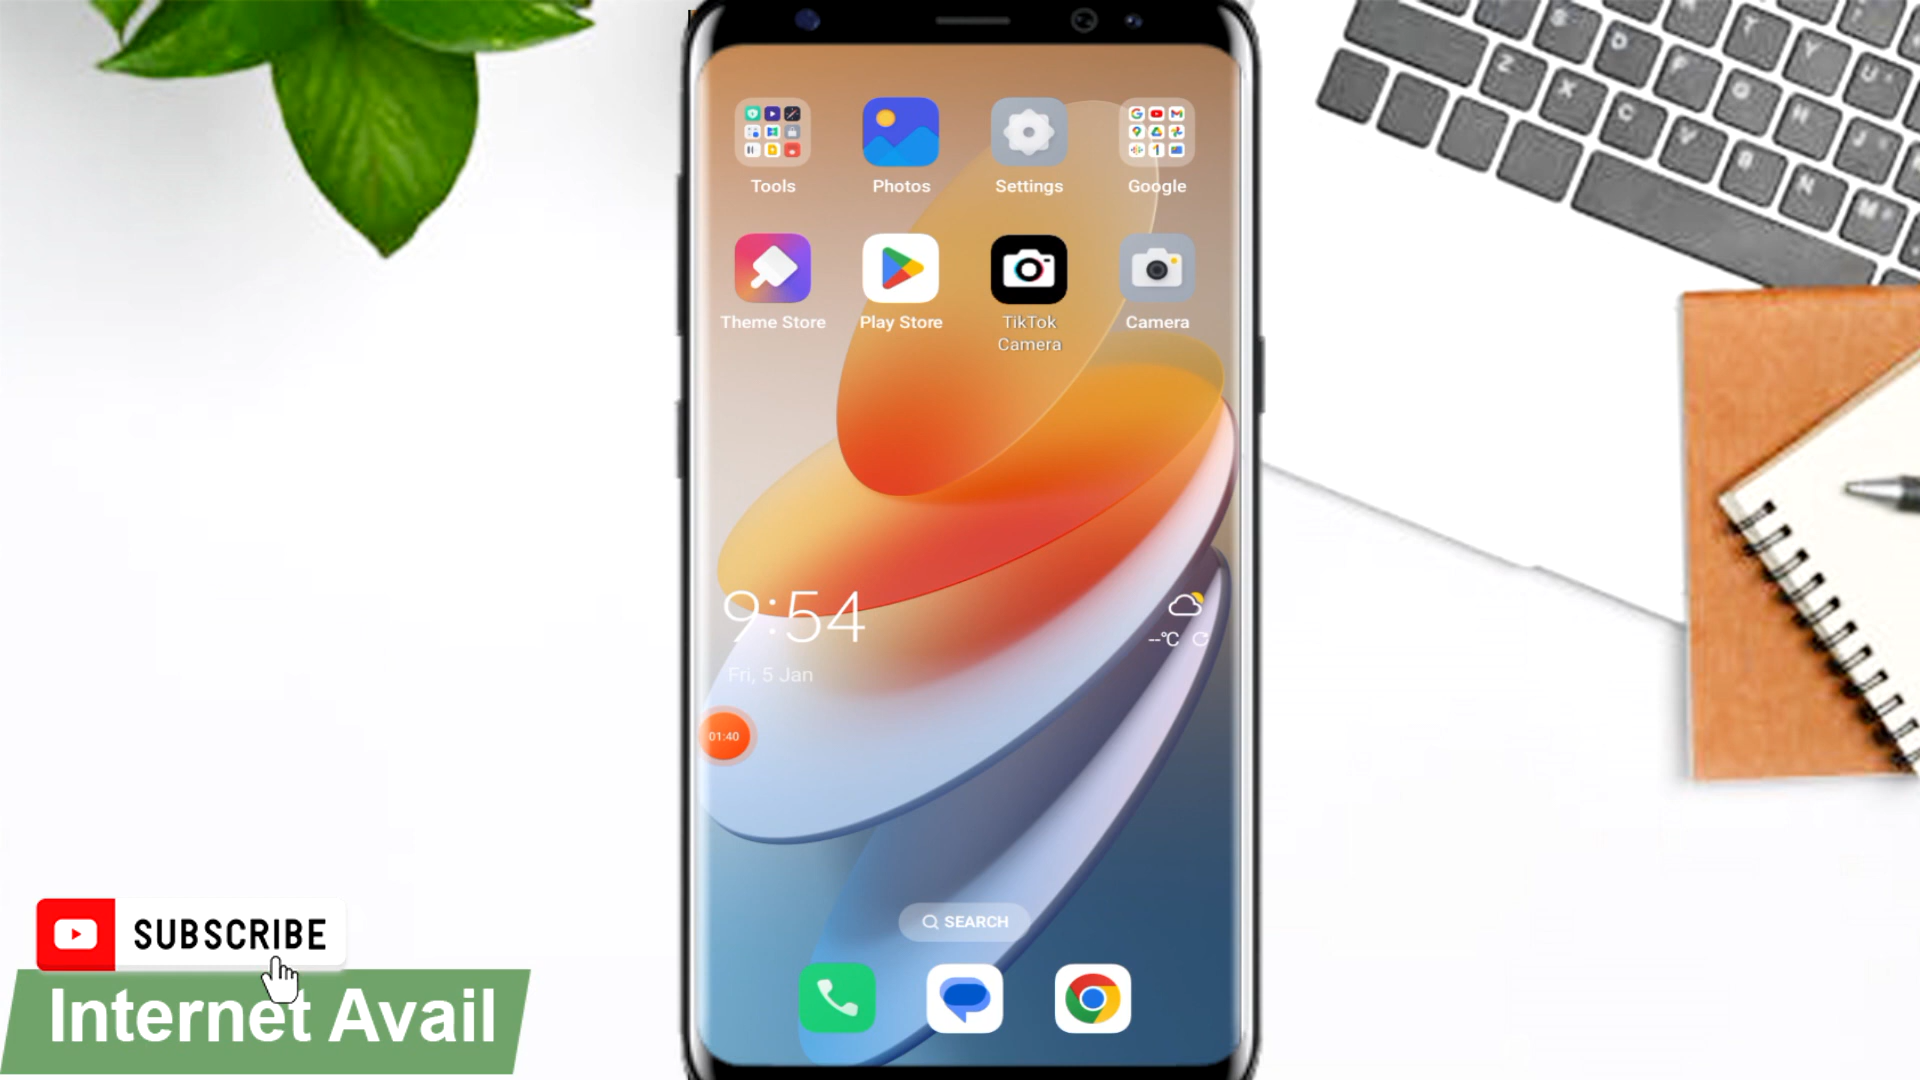 Tools
Photos
Settings
Google
Theme Store
Play Store
TikTok
Camera
Camera
9:54
Fri, 5 Jan
--°C
01:40
SEARCH
SUBSCRIBE
Internet Avail